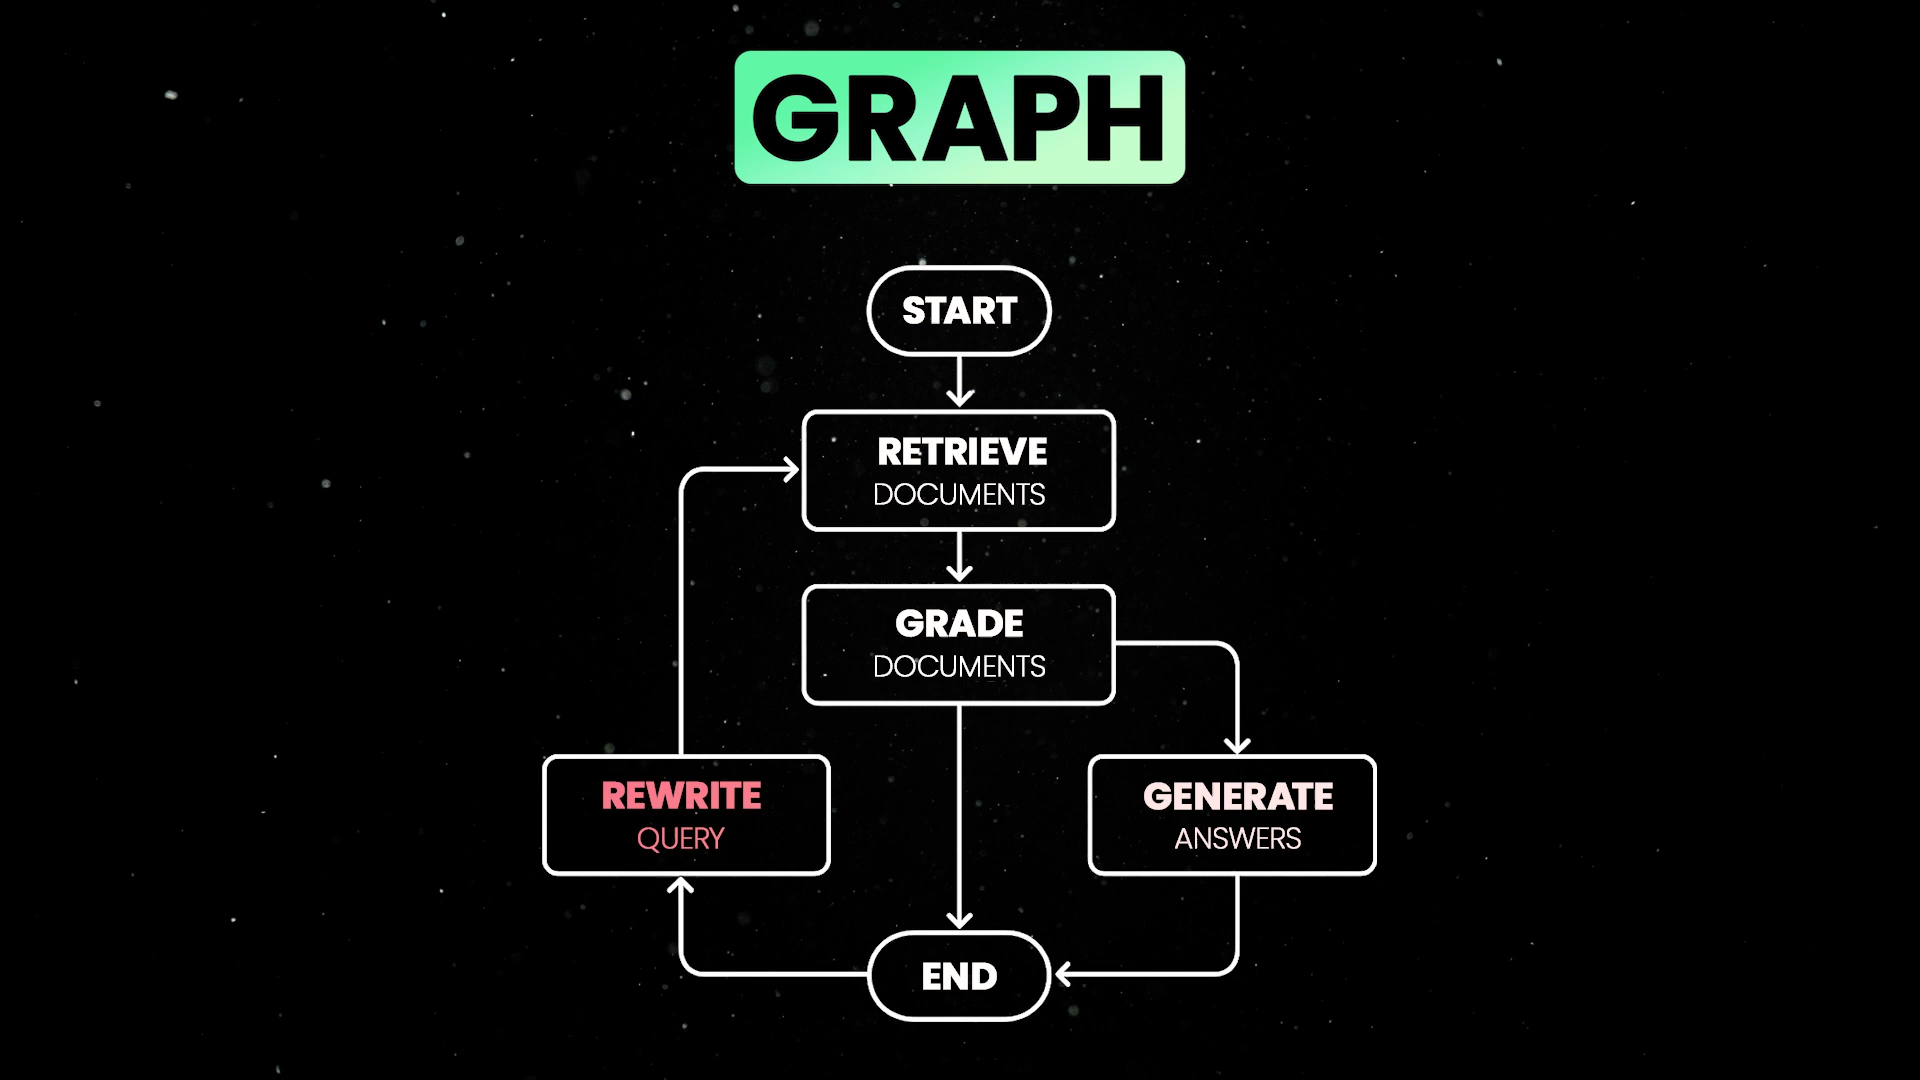 GRAPH
START
RETRIEVE
DOCUMENTS
GRADE
DOCUMENTS
REWRITE
QUERY
GENERATE
ANSWERS
END